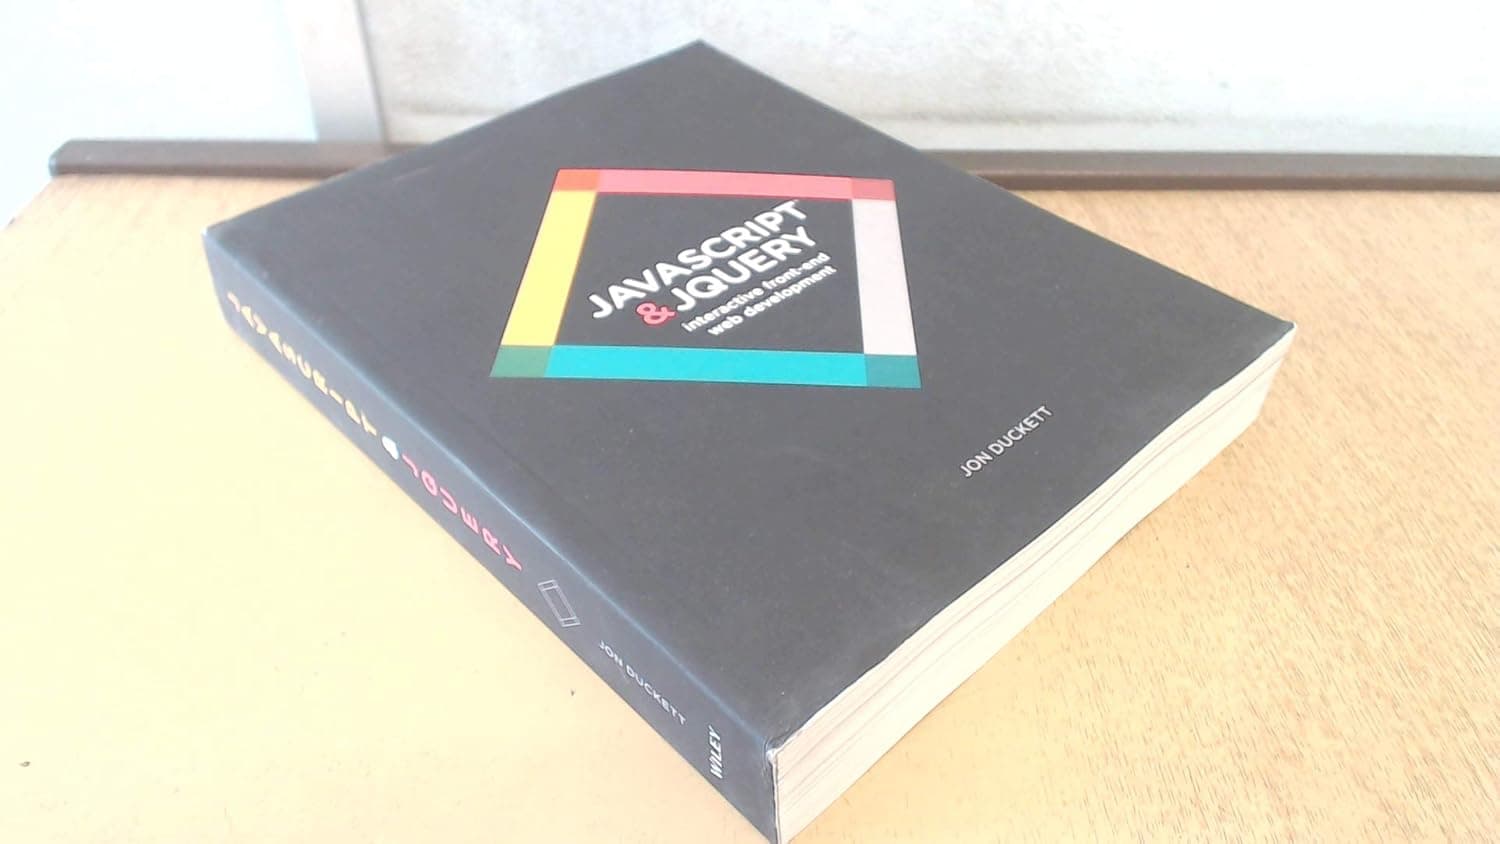 JAVASCRIPT
& JQUERY
interactive front-end
web development
JON DUCKETT
JAVASCRIPT & JQUERY
JON DUCKETT
WILEY